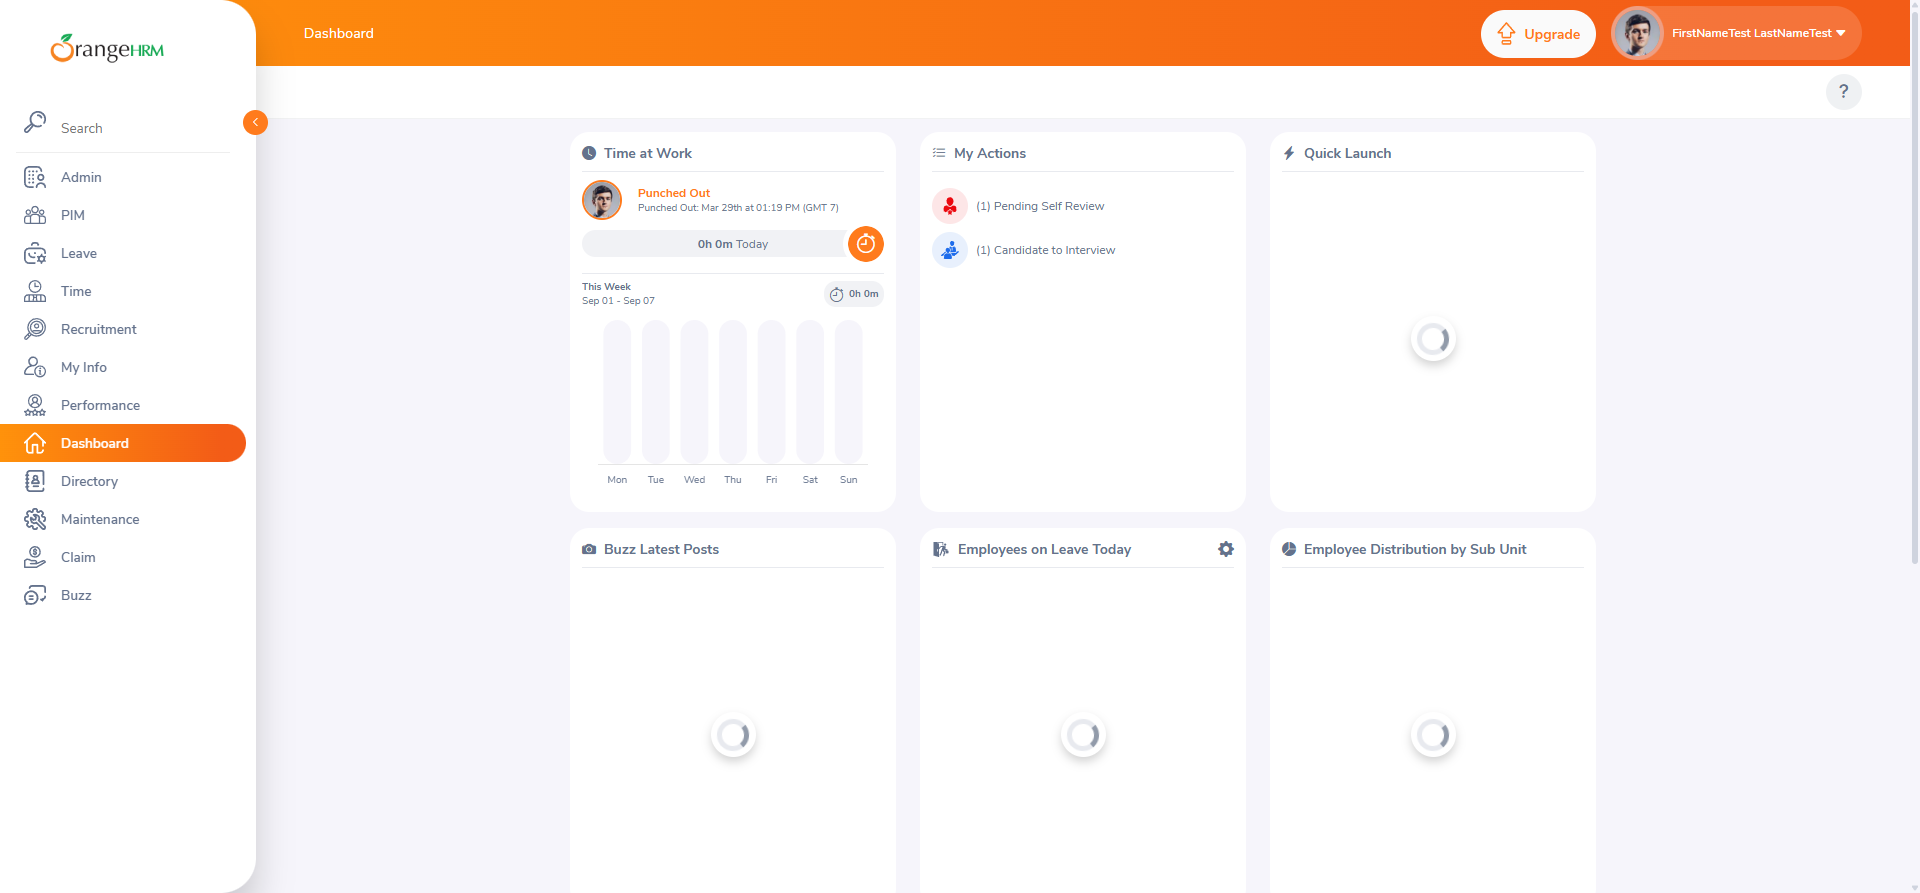 OrangeHRM
Search
Admin
PIM
Leave
Time
Recruitment
My Info
Performance
Dashboard
Directory
Maintenance
Claim
Buzz
Dashboard
Upgrade
FirstNameTest LastNameTest
?
Time at Work
Punched Out
Punched Out: Mar 29th at 01:19 PM (GMT 7)
0h 0m Today
This Week
Sep 01 - Sep 07
0h 0m
Mon Tue Wed Thu Fri Sat Sun
My Actions
(1) Pending Self Review
(1) Candidate to Interview
Quick Launch
Buzz Latest Posts
Employees on Leave Today
Employee Distribution by Sub Unit